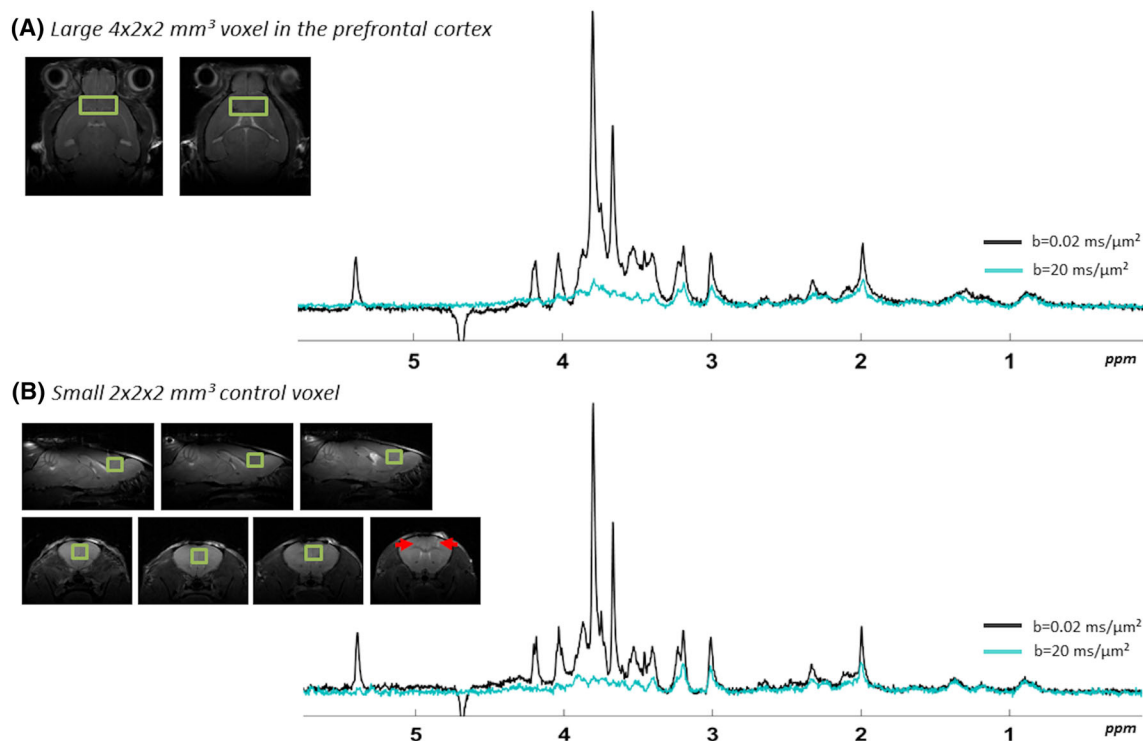 (A) Large 4x2x2 mm³ voxel in the prefrontal cortex
b=0.02 ms/μm²
b=20 ms/μm²
5 4 3 2 1 ppm
(B) Small 2x2x2 mm³ control voxel
b=0.02 ms/μm²
b=20 ms/μm²
5 4 3 2 1 ppm